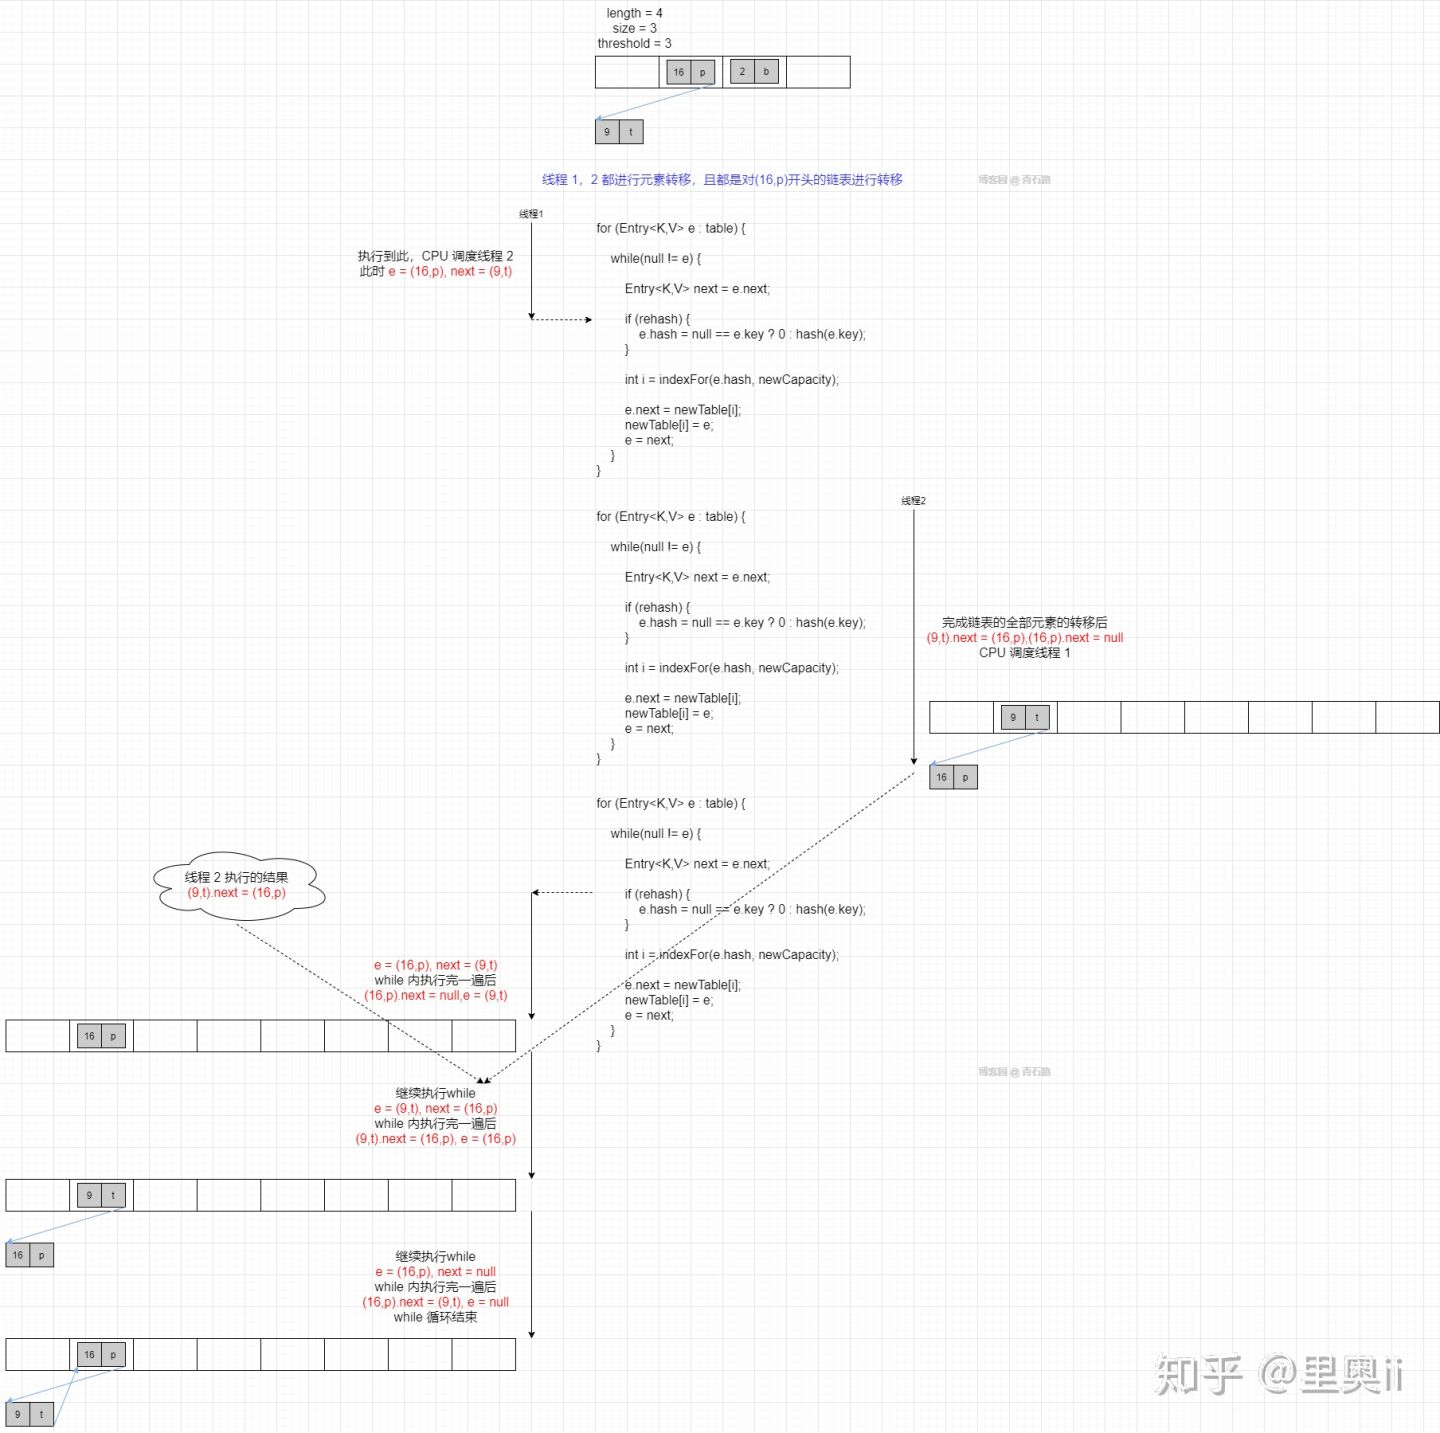 length = 4
size = 3
threshold = 3
16 p 2 b
9 t
线程 1，2 都进行元素转移，且都是对(16,p)开头的链表进行转移
博客园 @ 青石路
线程1
执行到此，CPU 调度线程 2
此时 e = (16,p), next = (9,t)
for (Entry<K,V> e : table) {
while(null != e) {
Entry<K,V> next = e.next;
if (rehash) {
e.hash = null == e.key ? 0 : hash(e.key);
}
int i = indexFor(e.hash, newCapacity);
e.next = newTable[i];
newTable[i] = e;
e = next;
}
}
线程2
for (Entry<K,V> e : table) {
while(null != e) {
Entry<K,V> next = e.next;
if (rehash) {
e.hash = null == e.key ? 0 : hash(e.key);
}
int i = indexFor(e.hash, newCapacity);
e.next = newTable[i];
newTable[i] = e;
e = next;
}
}
完成链表的全部元素的转移后
(9,t).next = (16,p),(16,p).next = null
CPU 调度线程 1
9 t
16 p
for (Entry<K,V> e : table) {
while(null != e) {
Entry<K,V> next = e.next;
if (rehash) {
e.hash = null == e.key ? 0 : hash(e.key);
}
int i = indexFor(e.hash, newCapacity);
e.next = newTable[i];
newTable[i] = e;
e = next;
}
}
线程 2 执行的结果
(9,t).next = (16,p)
e = (16,p), next = (9,t)
while 内执行完一遍后
(16,p).next = null,e = (9,t)
16 p
博客园 @ 青石路
继续执行while
e = (9,t), next = (16,p)
while 内执行完一遍后
(9,t).next = (16,p), e = (16,p)
9 t
16 p
继续执行while
e = (16,p), next = null
while 内执行完一遍后
(16,p).next = (9,t), e = null
while 循环结束
16 p
9 t
知乎 @里奥ii